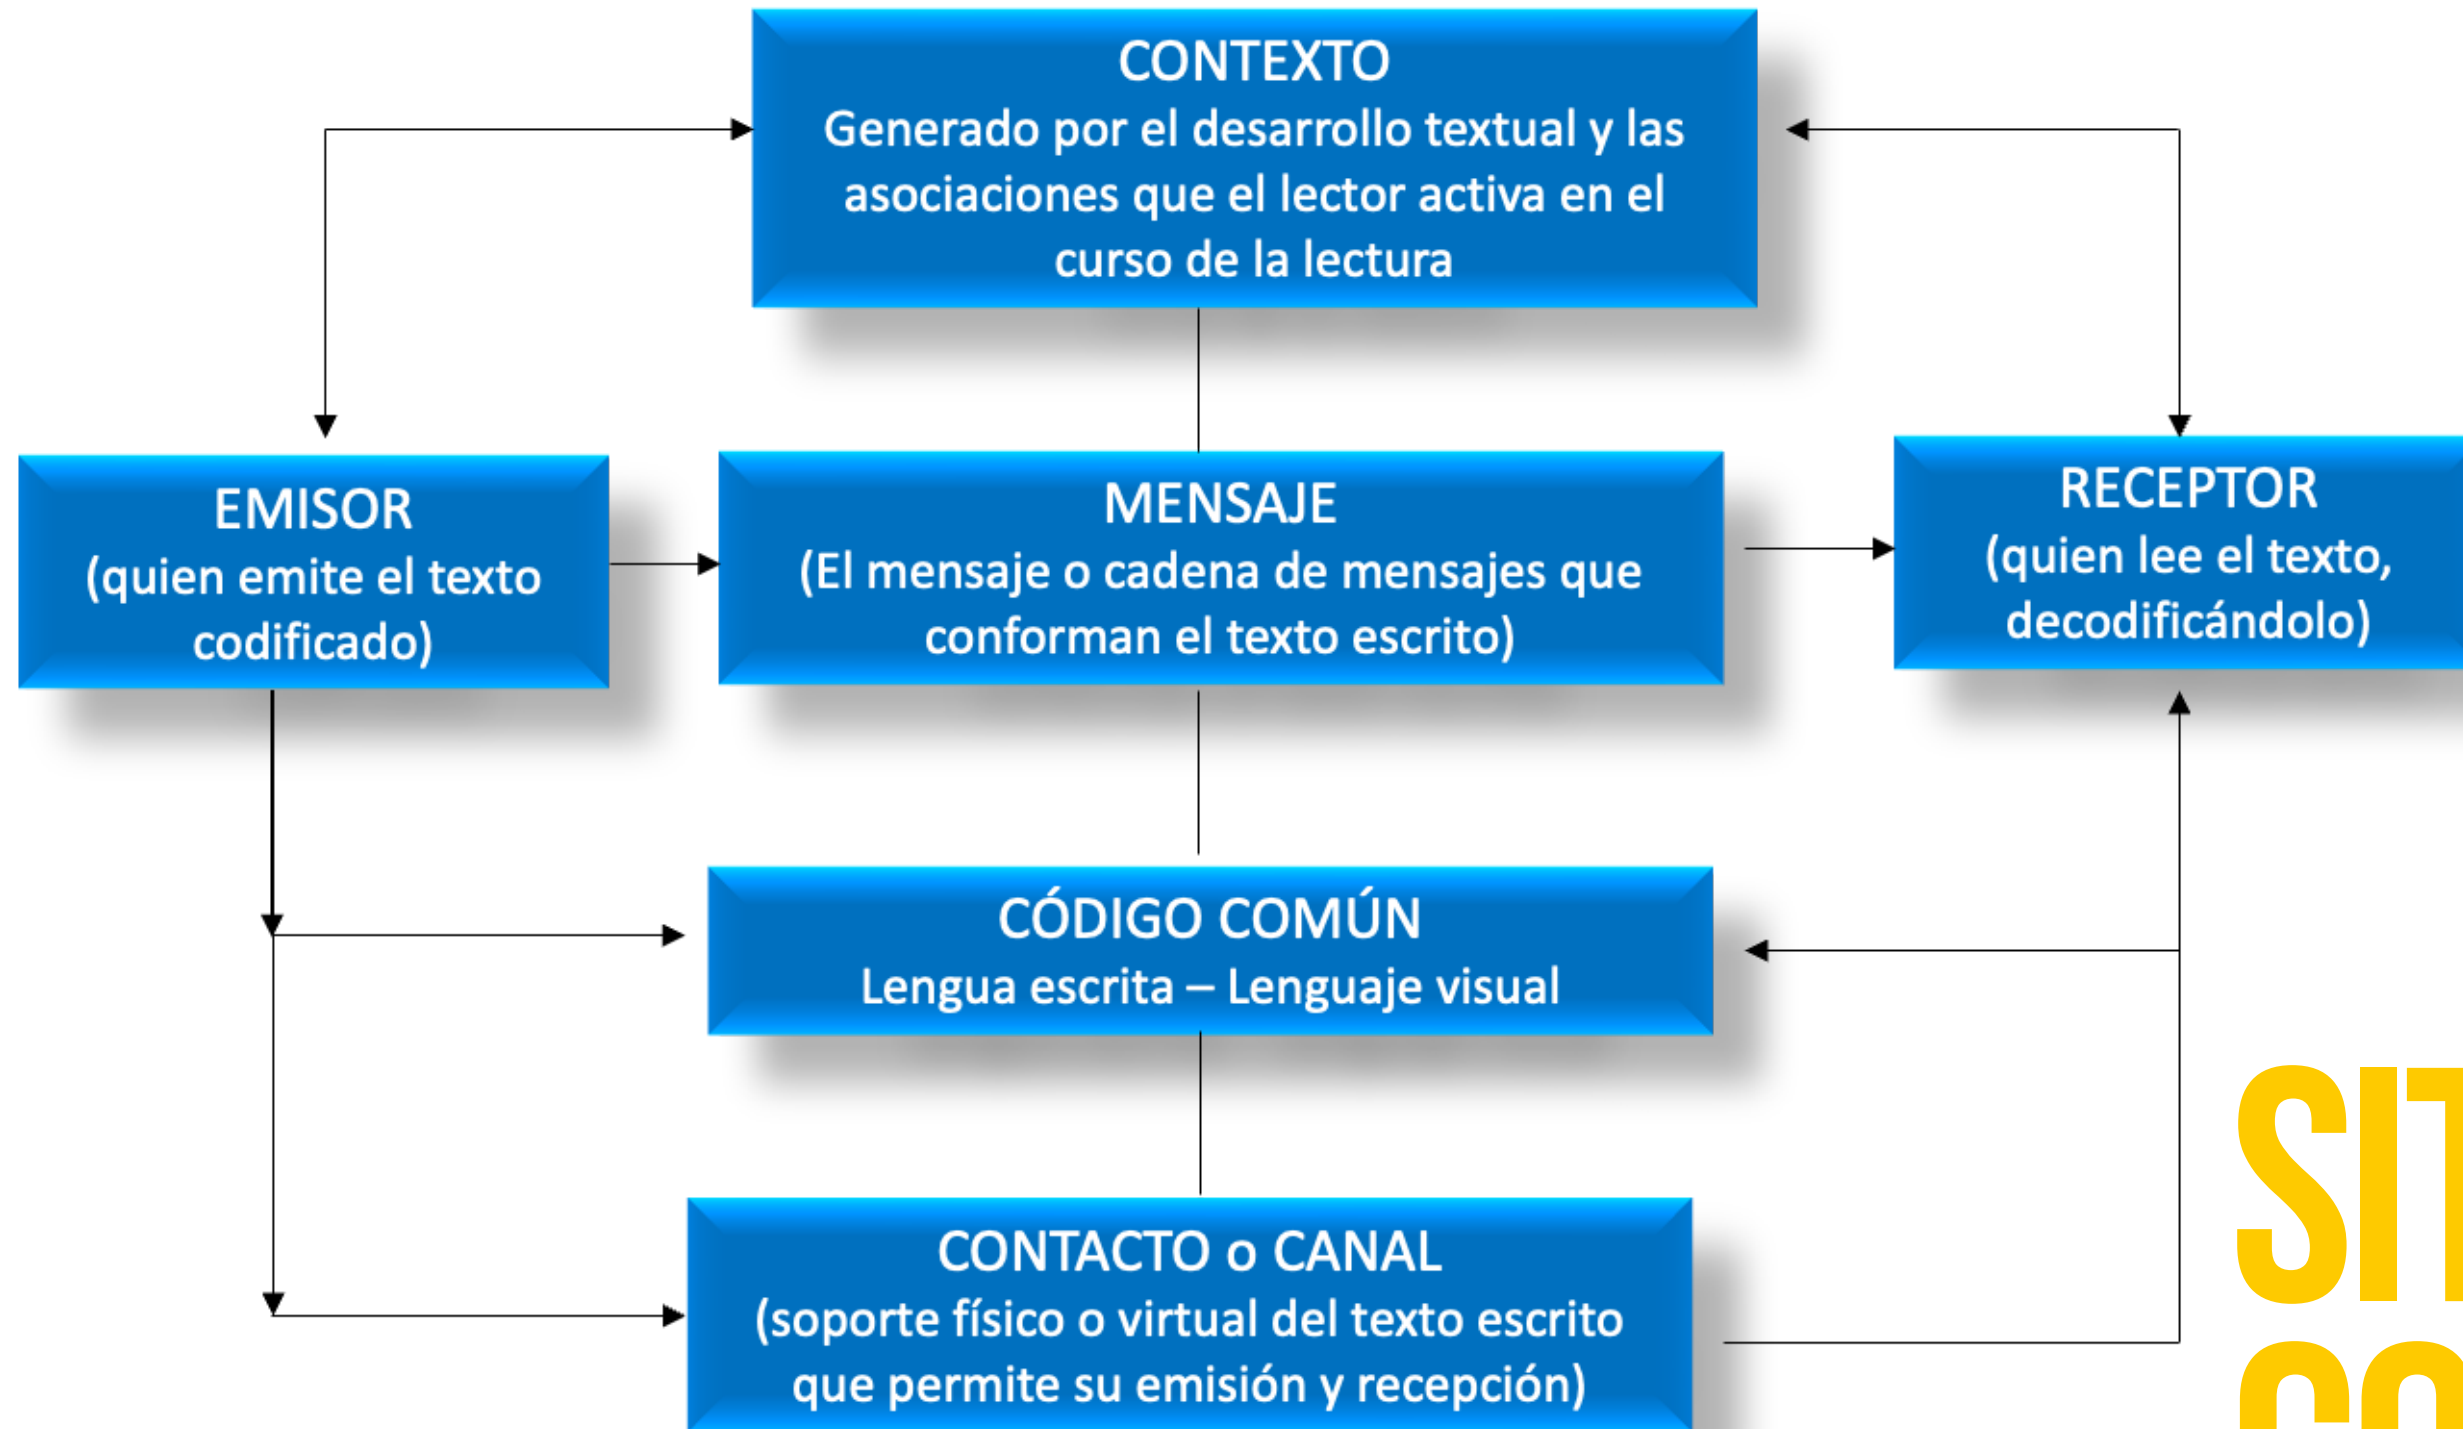 CONTEXTO
Generado por el desarrollo textual y las
asociaciones que el lector activa en el
curso de la lectura
EMISOR
(quien emite el texto
codificado)
MENSAJE
(El mensaje o cadena de mensajes que
conforman el texto escrito)
RECEPTOR
(quien lee el texto,
decodificándolo)
CÓDIGO COMÚN
Lengua escrita – Lenguaje visual
CONTACTO o CANAL
(soporte físico o virtual del texto escrito
que permite su emisión y recepción)